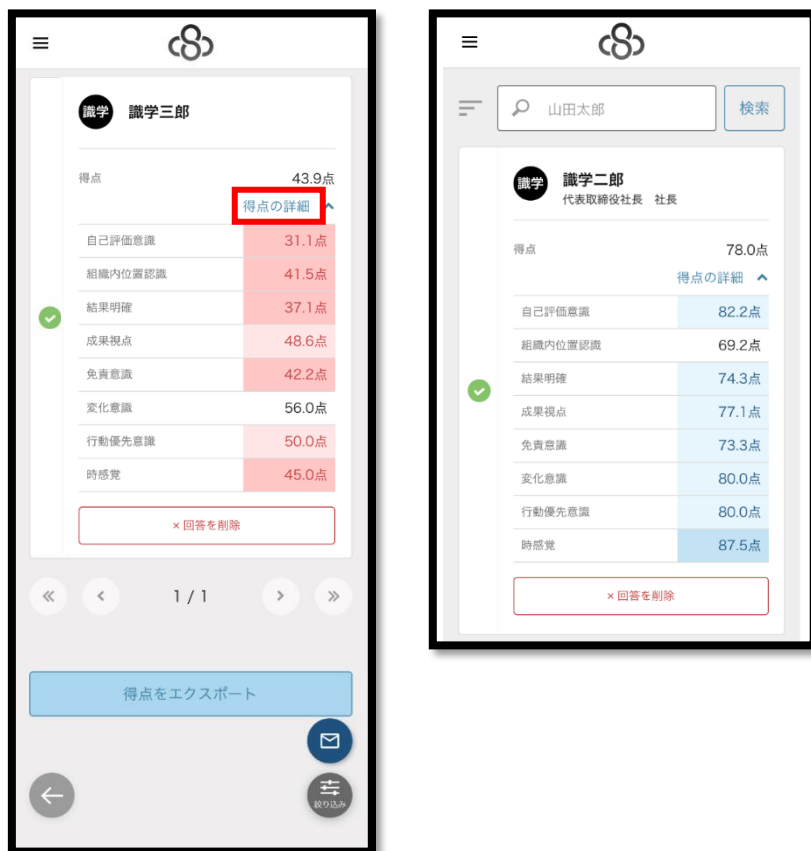 識学 識学三郎
得点 43.9点
得点の詳細
自己評価意識 31.1点
組織内位置認識 41.5点
結果明確 37.1点
成果視点 48.6点
免責意識 42.2点
変化意識 56.0点
行動優先意識 50.0点
時感覚 45.0点
×回答を削除
1 / 1
得点をエクスポート
絞り込み
山田太郎 検索
識学 識学二郎
代表取締役社長 社長
得点 78.0点
得点の詳細
自己評価意識 82.2点
組織内位置認識 69.2点
結果明確 74.3点
成果視点 77.1点
免責意識 73.3点
変化意識 80.0点
行動優先意識 80.0点
時感覚 87.5点
×回答を削除